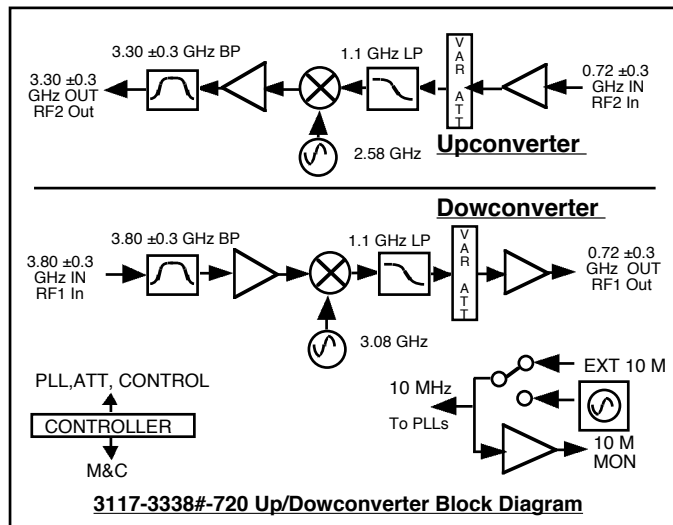 3.30 ±0.3 GHz BP
1.1 GHz LP
VAR ATT
3.30 ±0.3
GHz OUT
RF2 Out
0.72 ±0.3
GHz IN
RF2 In
2.58 GHz
Upconverter
Dowconverter
3.80 ±0.3 GHz BP
1.1 GHz LP
VAR ATT
3.80 ±0.3
GHz IN
RF1 In
0.72 ±0.3
GHz OUT
RF1 Out
3.08 GHz
PLL,ATT, CONTROL
CONTROLLER
M&C
EXT 10 M
10 MHz
To PLLs
10 M
MON
3117-3338#-720 Up/Dowconverter Block Diagram